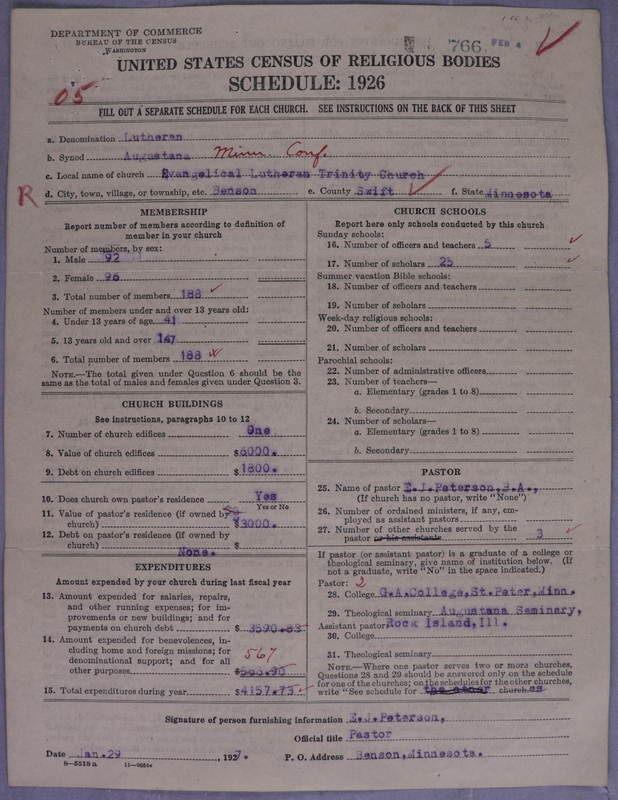 DEPARTMENT OF COMMERCE
BUREAU OF THE CENSUS
WASHINGTON
766 FEB 4
UNITED STATES CENSUS OF RELIGIOUS BODIES
SCHEDULE: 1926
05
FILL OUT A SEPARATE SCHEDULE FOR EACH CHURCH. SEE INSTRUCTIONS ON THE BACK OF THIS SHEET
a. Denomination Lutheran
b. Synod Augustana Minn. Conf.
c. Local name of church Evangelical Lutheran Trinity Church
R d. City, town, village, or township, etc. Benson e. County Swift f. State Minnesota
MEMBERSHIP
Report number of members according to definition of
member in your church
Number of members, by sex:
1. Male 92
2. Female 96
3. Total number of members 188
Number of members under and over 13 years old:
4. Under 13 years of age 41
5. 13 years old and over 147
6. Total number of members 188
NOTE.—The total given under Question 6 should be
same as the total of males and females given under Question 3.
CHURCH BUILDINGS
See instructions, paragraphs 10 to 12
7. Number of church edifices One
8. Value of church edifices $6000.
9. Debt on church edifices $1800.
10. Does church own pastor's residence Yes
Yes or No
11. Value of pastor's residence (if owned by
church) $3000.
12. Debt on pastor's residence (if owned by
church) $
None.
EXPENDITURES
Amount expended by your church during last fiscal year
13. Amount expended for salaries, repairs,
and other running expenses; for im-
provements or new buildings; and for
payments on church debt $ 3590.83
14. Amount expended for benevolences, in-
cluding home and foreign missions; for
denominational support; and for all 567
other purposes $566.90
15. Total expenditures during year $4157.73
CHURCH SCHOOLS
Report here only schools conducted by this church
Sunday schools:
16. Number of officers and teachers 5
17. Number of scholars 25
Summer vacation Bible schools:
18. Number of officers and teachers
19. Number of scholars
Week-day religious schools:
20. Number of officers and teachers
21. Number of scholars
Parochial schools:
22. Number of administrative officers
23. Number of teachers—
a. Elementary (grades 1 to 8)
b. Secondary
24. Number of scholars—
a. Elementary (grades 1 to 8)
b. Secondary
PASTOR
25. Name of pastor E.J.Peterson,B.A.,
(If church has no pastor, write "None")
26. Number of ordained ministers, if any, em-
ployed as assistant pastors
27. Number of other churches served by the
pastor or his assistants 3
If pastor (or assistant pastor) is a graduate of a college or
theological seminary, give name of institution below. (If
not a graduate, write "No" in the space indicated.)
Pastor: 2
28. College G.A.College,St.Peter,Minn.
29. Theological seminary Augustana Seminary,
Assistant pastor: Rock Island,Ill.
30. College
31. Theological seminary
NOTE.—Where one pastor serves two or more churches,
Questions 28 and 29 should be answered only on the schedule
for one of the churches; on the schedules for the other churches,
write "See schedule for the other church es
Signature of person furnishing information E.J.Peterson,
Official title Pastor
Date Jan.29, 1927. P. O. Address Benson,Minnesota.
8—5518a 11—9654a